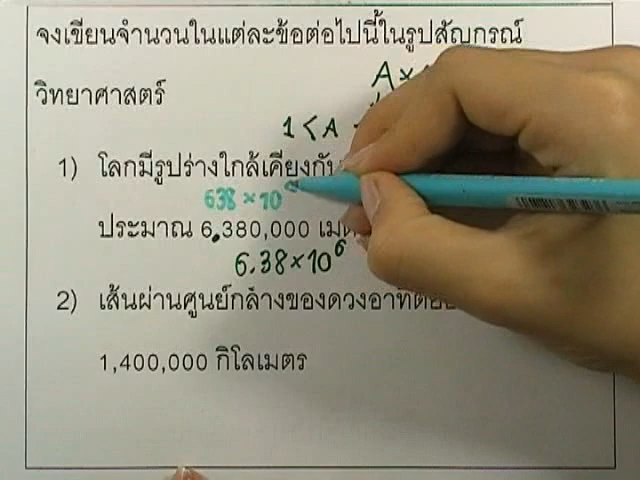 จงเขียนจำนวนในแต่ละข้อต่อไปนี้ในรูปสัญกรณ์
วิทยาศาสตร์
A ×
1 < A
1) โลกมีรูปร่างใกล้เคียงกับ
638 × 10
ประมาณ 6.380,000
6.38 × 10⁶
2) เส้นผ่านศูนย์กลางของดวงอาทิตย์
1,400,000 กิโลเมตร